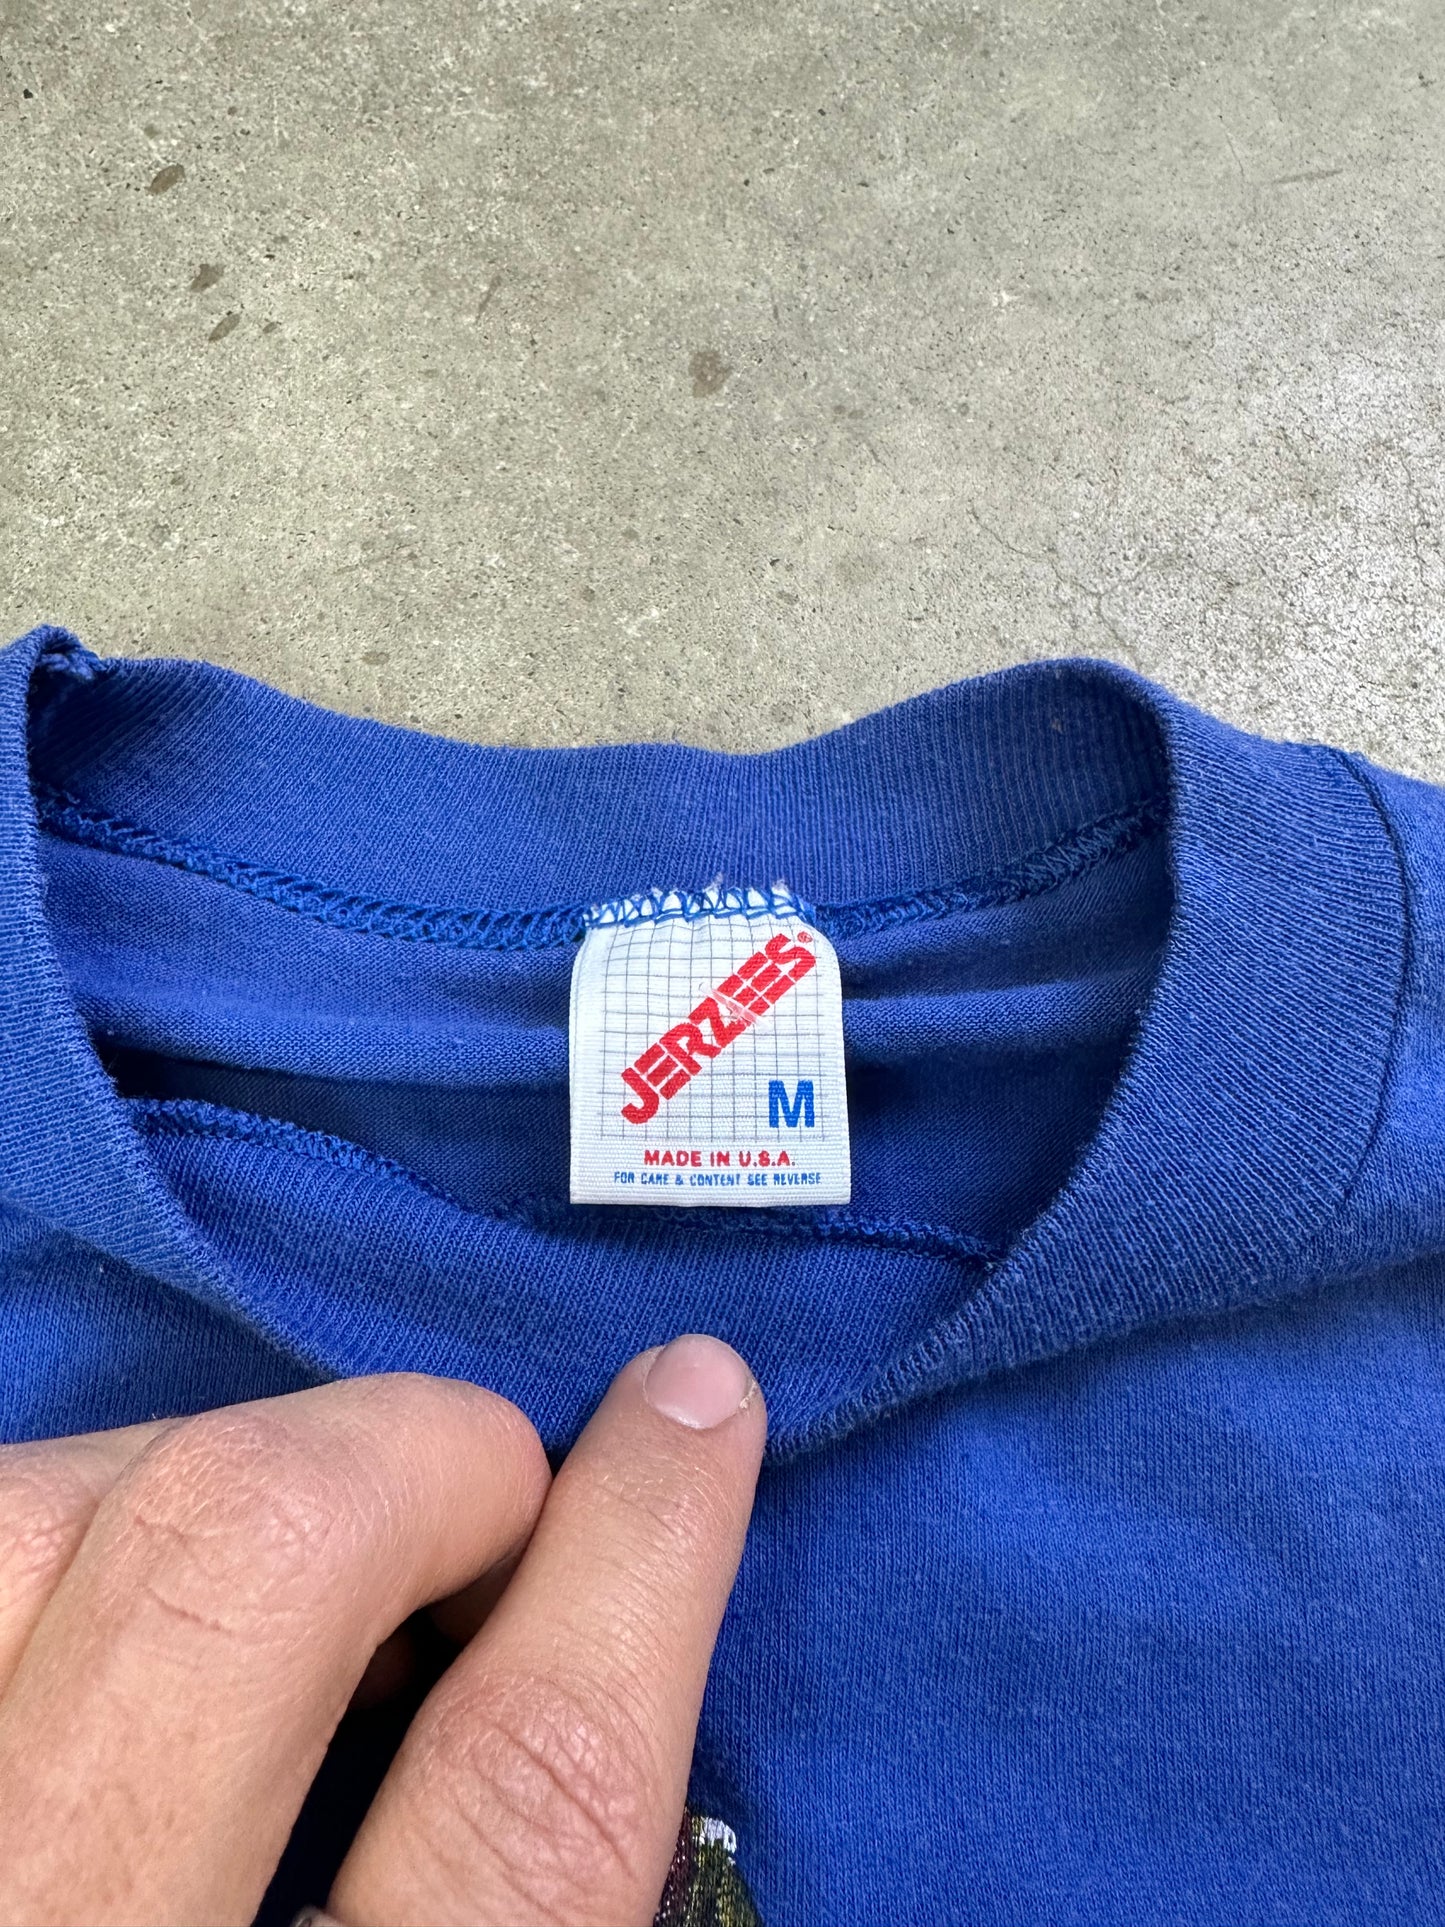 JERZEES®
M
MADE IN U.S.A.
FOR CARE & CONTENT SEE REVERSE